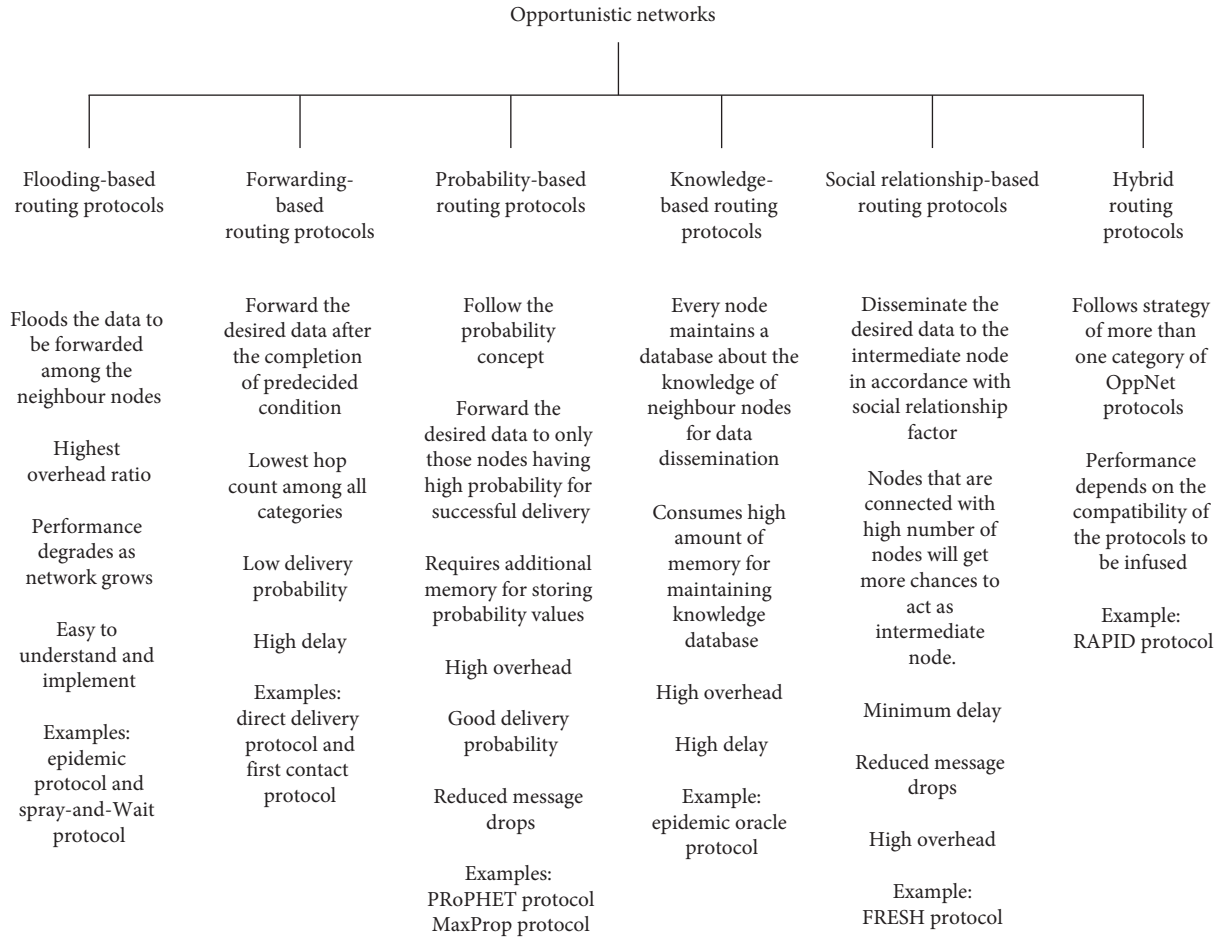 Opportunistic networks
Flooding-based
routing protocols
Floods the data to
be forwarded
among the
neighbour nodes
Highest
overhead ratio
Performance
degrades as
network grows
Easy to
understand and
implement
Examples:
epidemic
protocol and
spray-and-Wait
protocol
Forwarding-
based
routing protocols
Forward the
desired data after
the completion
of predecided
condition
Lowest hop
count among all
categories
Low delivery
probability
High delay
Examples:
direct delivery
protocol and
first contact
protocol
Probability-based
routing protocols
Follow the
probability
concept
Forward the
desired data to only
those nodes having
high probability for
successful delivery
Requires additional
memory for storing
probability values
High overhead
Good delivery
probability
Reduced message
drops
Examples:
PRoPHET protocol
MaxProp protocol
Knowledge-
based routing
protocols
Every node
maintains a
database about the
knowledge of
neighbour nodes
for data
dissemination
Consumes high
amount of
memory for
maintaining
knowledge
database
High overhead
High delay
Example:
epidemic oracle
protocol
Social relationship-based
routing protocols
Disseminate the
desired data to the
intermediate node
in accordance with
social relationship
factor
Nodes that are
connected with
high number of
nodes will get
more chances to
act as
intermediate
node.
Minimum delay
Reduced message
drops
High overhead
Example:
FRESH protocol
Hybrid
routing
protocols
Follows strategy
of more than
one category of
OppNet
protocols
Performance
depends on the
compatibility of
the protocols to
be infused
Example:
RAPID protocol